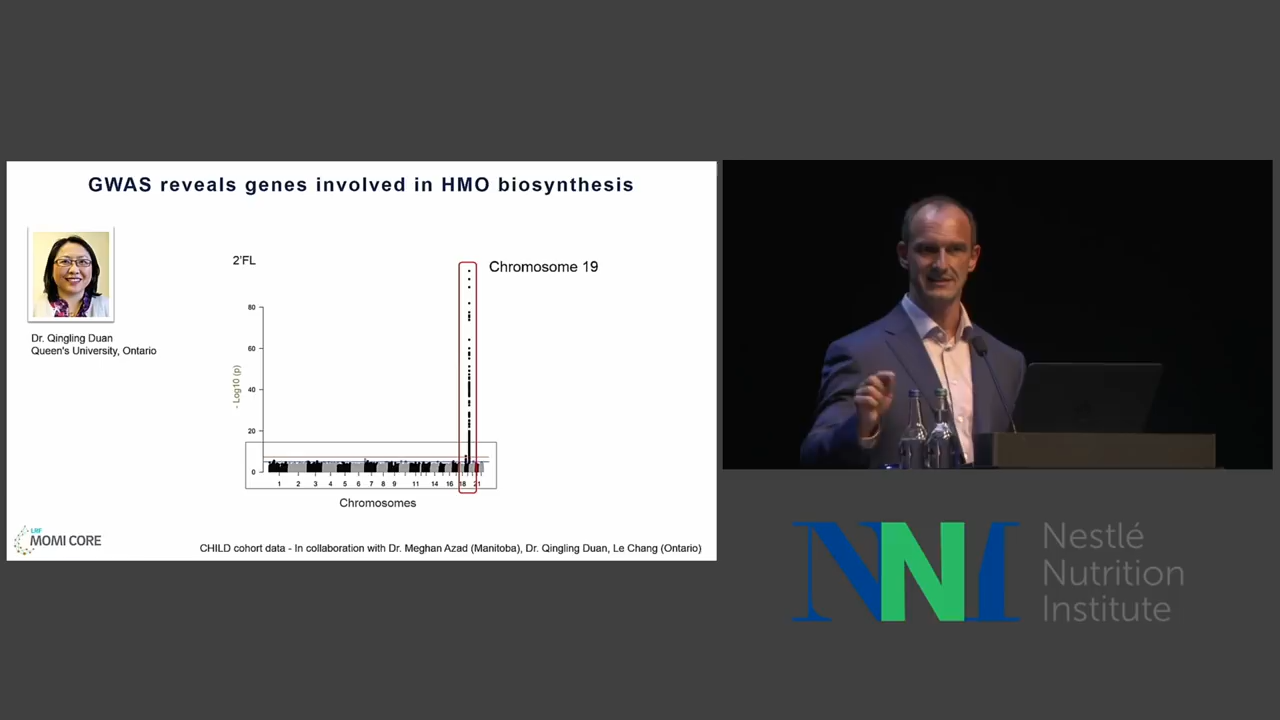 GWAS reveals genes involved in HMO biosynthesis
Dr. Qingling Duan
Queen's University, Ontario
2'FL
Chromosome 19
- Log10 (p)
80
60
40
20
0
1 2 3 4 5 6 7 8 9 11 14 16 18 21
Chromosomes
LRF
MOMI CORE
CHILD cohort data - In collaboration with Dr. Meghan Azad (Manitoba), Dr. Qingling Duan, Le Chang (Ontario)
NNI
Nestlé
Nutrition
Institute